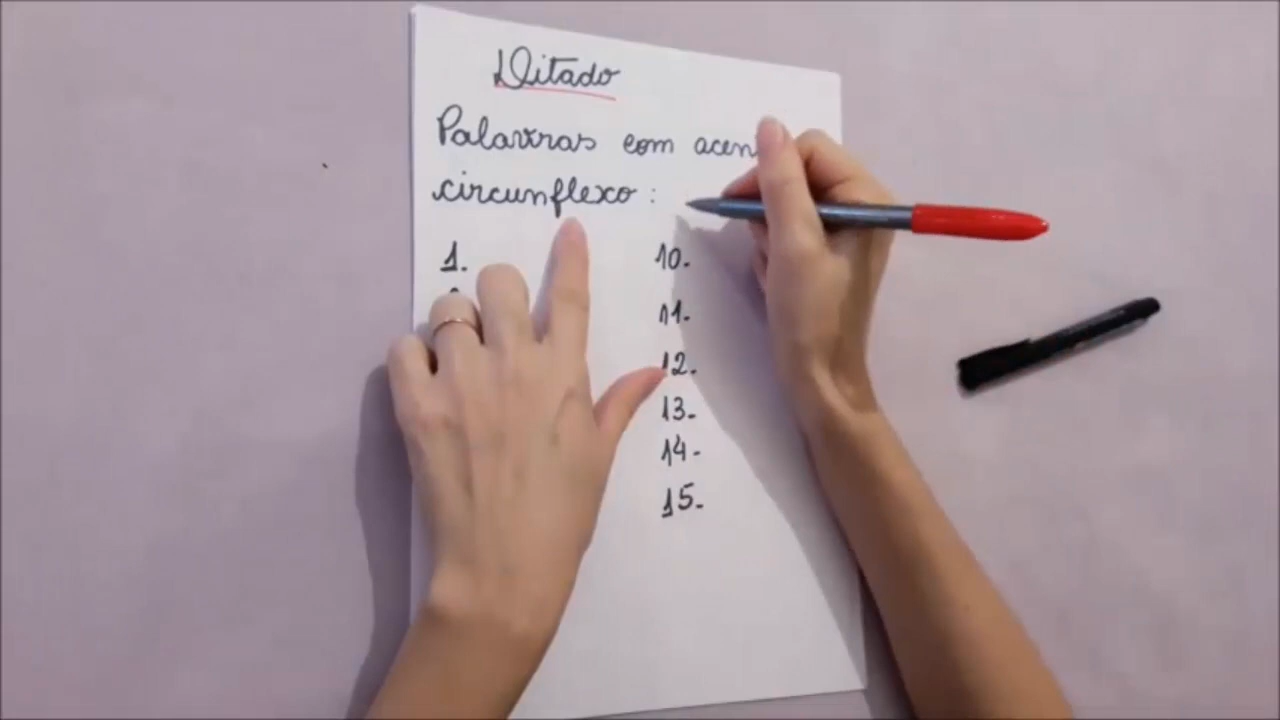 Ditado
Palavras com acen
circunflexo :
1.
10.
11.
12.
13.
14.
15.